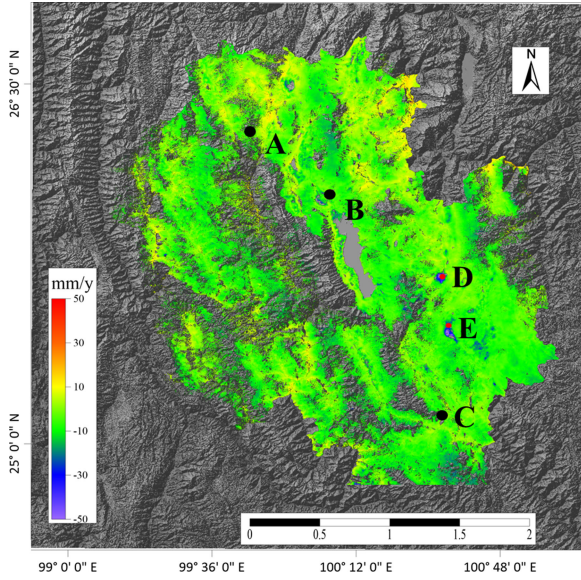 26° 30' 0" N
N
A
B
D
mm/y
50
E
10
C
-10
25° 0' 0" N
-30
-50
0
0.5
1
1.5
2
99° 0' 0" E
99° 36' 0" E
100° 12' 0" E
100° 48' 0" E